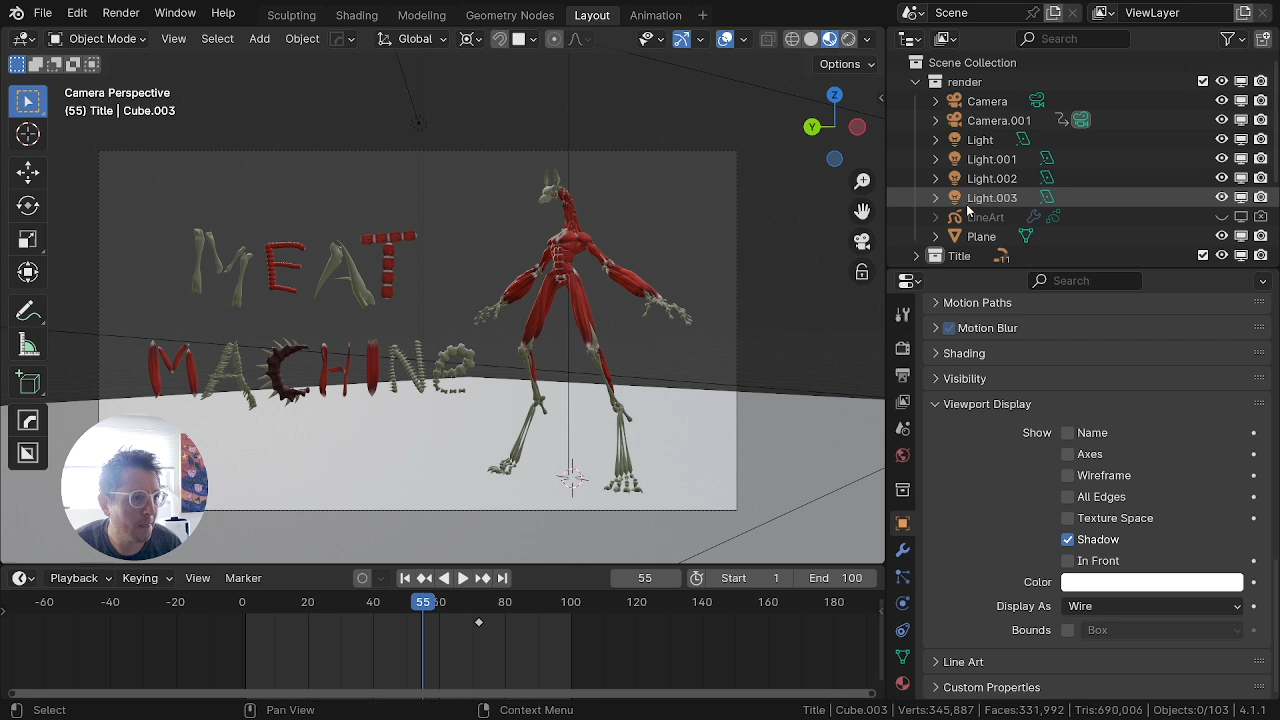 File Edit Render Window Help Sculpting Shading Modeling Geometry Nodes Layout Animation Scene ViewLayer
Object Mode View Select Add Object Global Search
Options
Camera Perspective
(55) Title | Cube.003
Z
Y
MEAT
MACHINE
Scene Collection
render
Camera
Camera.001
Light
Light.001
Light.002
Light.003
LineArt
Plane
Title 11
Search
Motion Paths
Motion Blur
Shading
Visibility
Viewport Display
Show Name
Axes
Wireframe
All Edges
Texture Space
Shadow
In Front
Color
Display As Wire
Bounds Box
Line Art
Custom Properties
Playback Keying View Marker 55 Start 1 End 100
-60 -40 -20 0 20 40 55 60 80 100 120 140 160 180
Select Pan View Context Menu Title | Cube.003 Verts:345,887 Faces:331,992 Tris:690,006 Objects:0/103 4.1.1